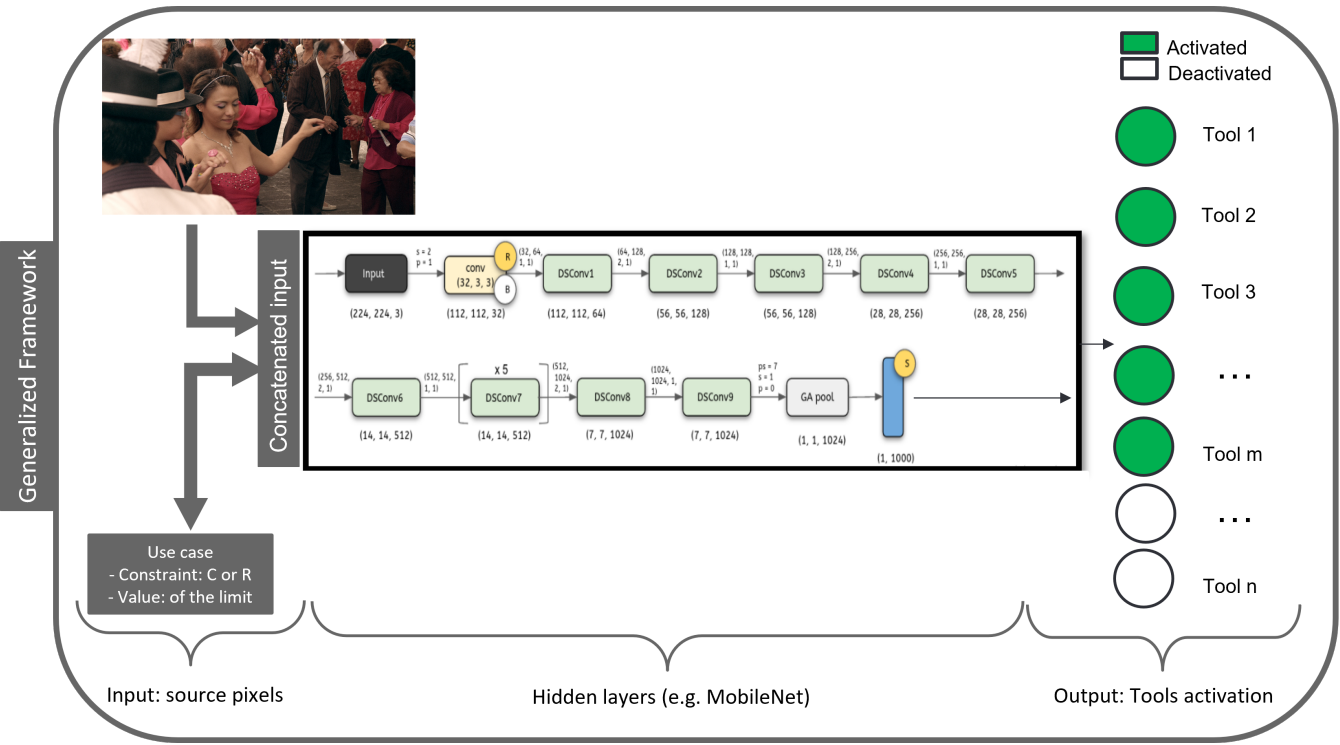 Generalized Framework
Activated
Deactivated
Tool 1
Tool 2
Tool 3
...
Tool m
...
Tool n
Concatenated input
Input
(224, 224, 3)
s = 2
p = 1
conv
(32, 3, 3)
R
B
(112, 112, 32)
(32, 64,
1, 1)
DSConv1
(112, 112, 64)
(64, 128,
2, 1)
DSConv2
(56, 56, 128)
(128, 128,
1, 1)
DSConv3
(56, 56, 128)
(128, 256,
2, 1)
DSConv4
(28, 28, 256)
(256, 256,
1, 1)
DSConv5
(28, 28, 256)
(256, 512,
2, 1)
DSConv6
(14, 14, 512)
(512, 512,
1, 1)
x 5
DSConv7
(14, 14, 512)
(512,
1024,
2, 1)
DSConv8
(7, 7, 1024)
(1024,
1024, 1,
1)
DSConv9
(7, 7, 1024)
ps = 7
s = 1
p = 0
GA pool
(1, 1, 1024)
S
(1, 1000)
Use case
- Constraint: C or R
- Value: of the limit
Input: source pixels
Hidden layers (e.g. MobileNet)
Output: Tools activation